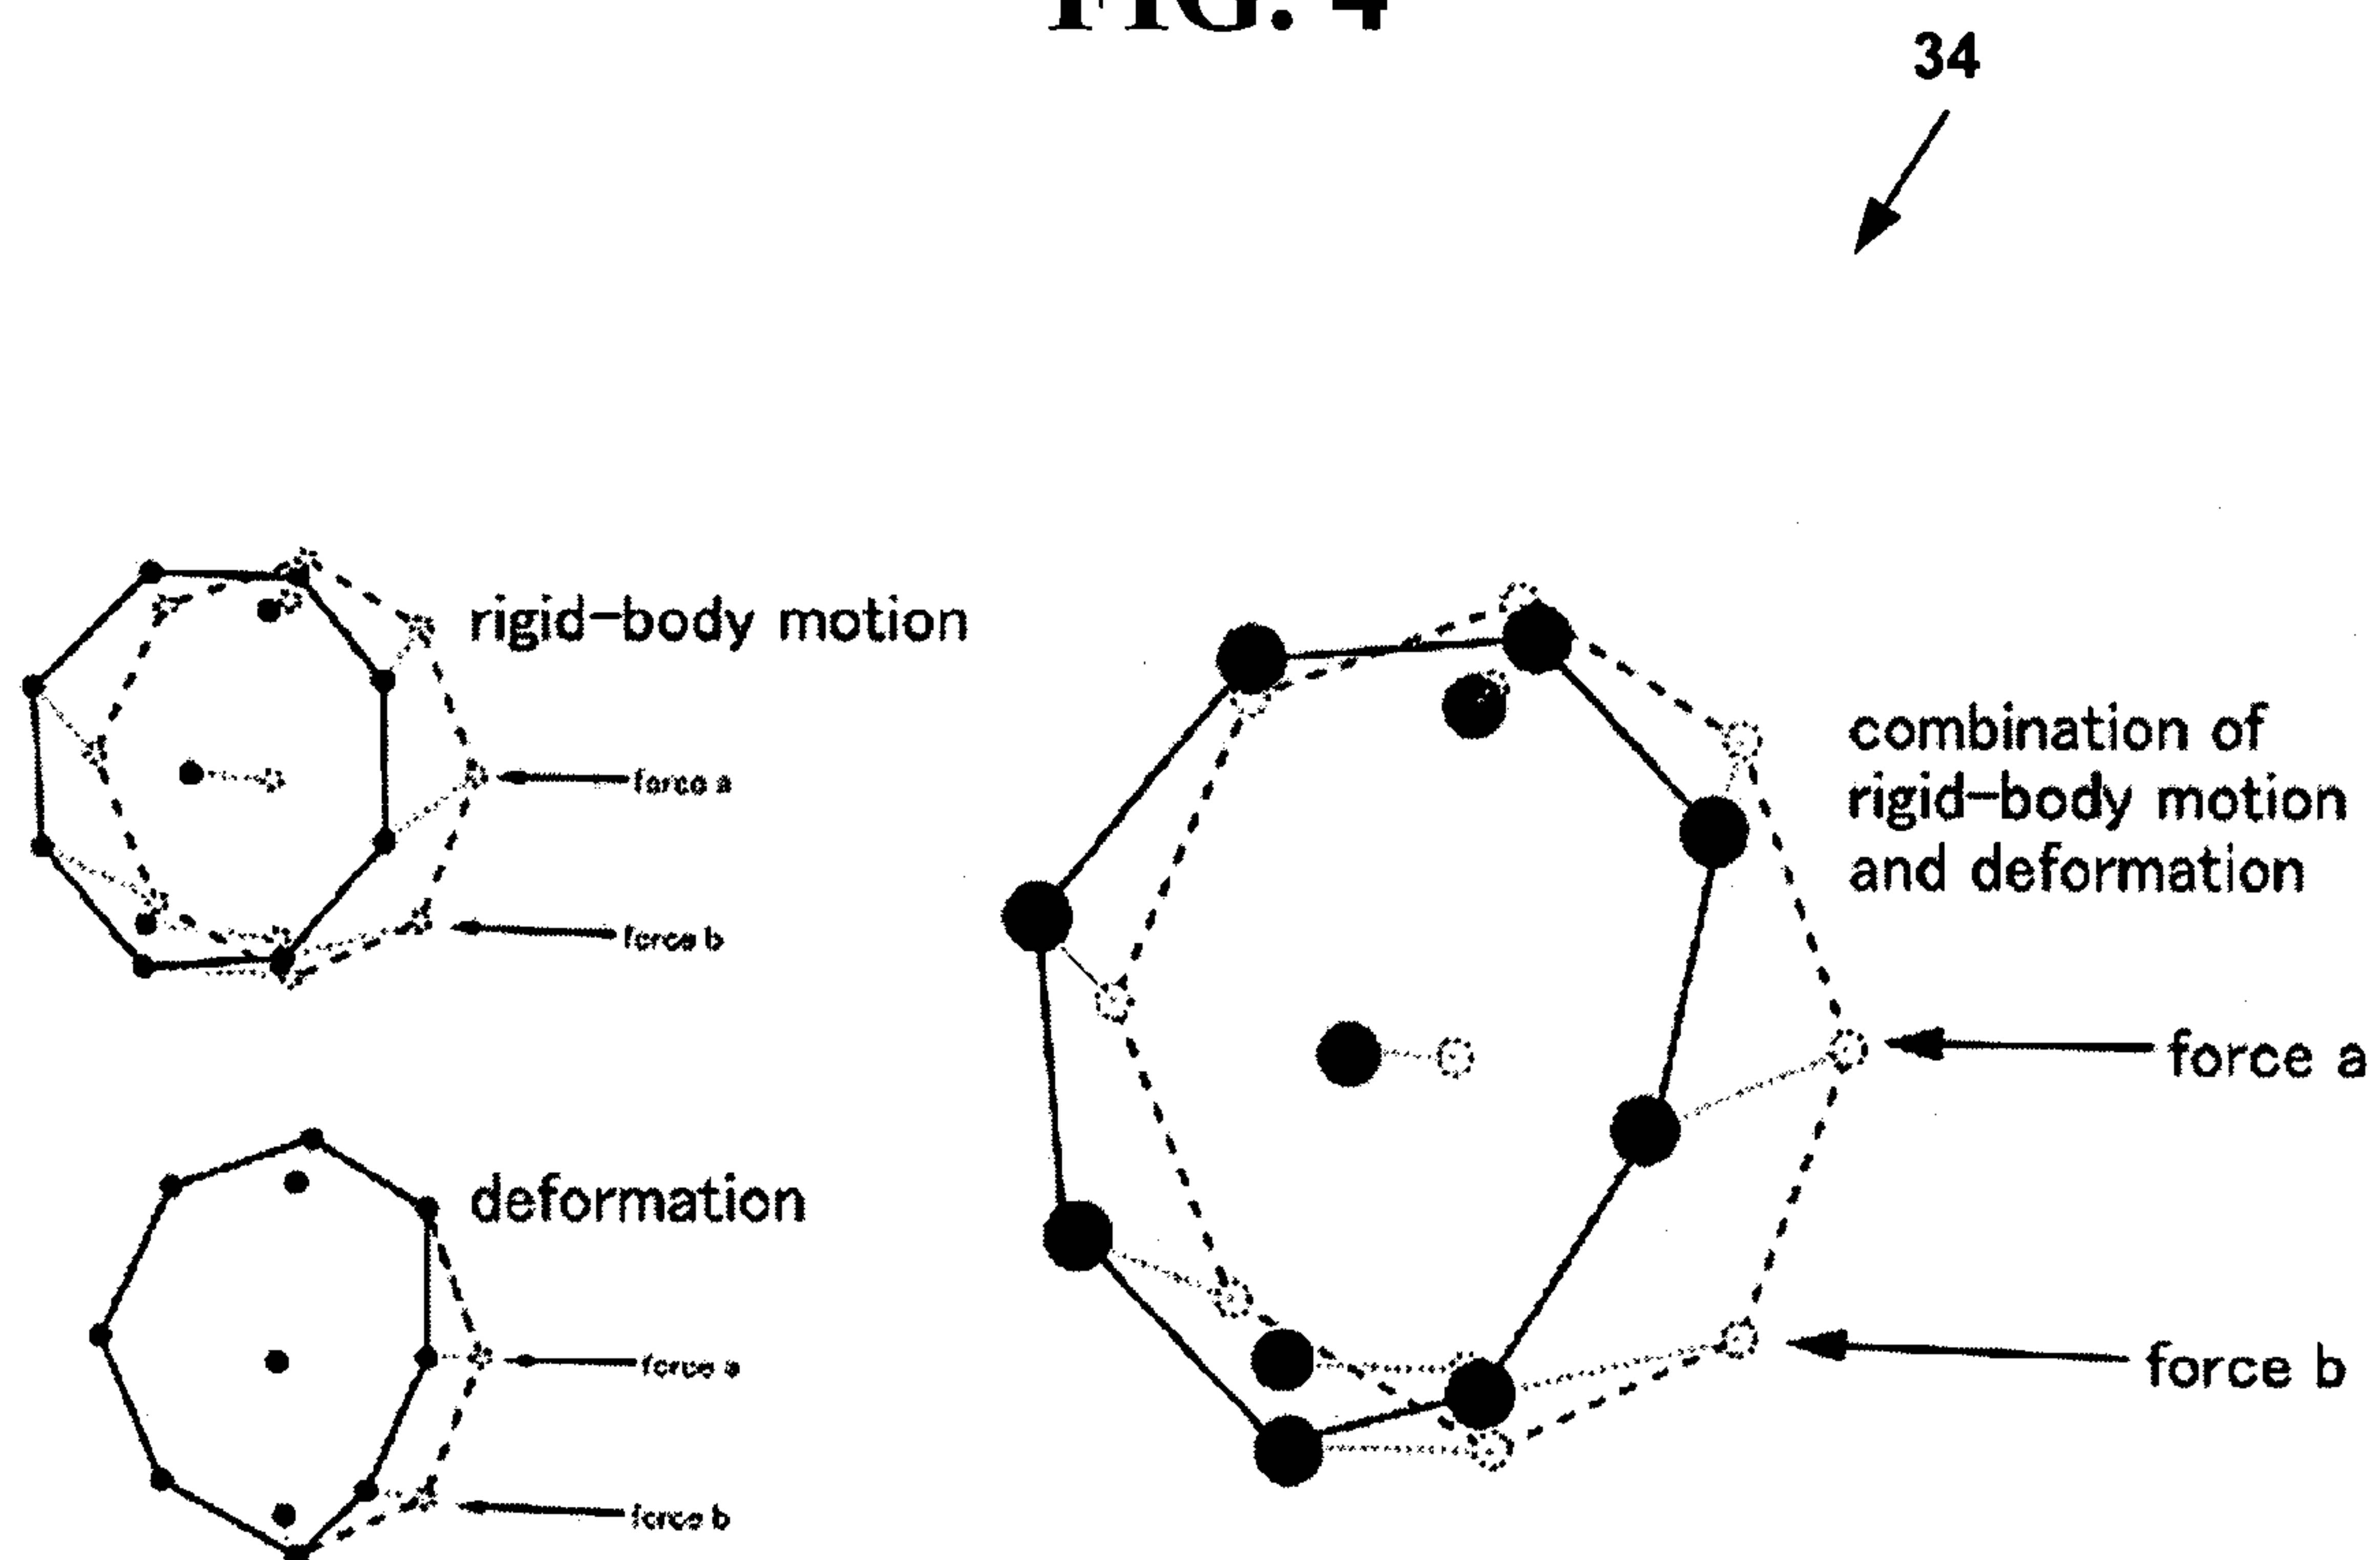 FIG. 4
34
rigid-body motion
force a
force b
combination of
rigid-body motion
and deformation
force a
force b
deformation
force a
force b